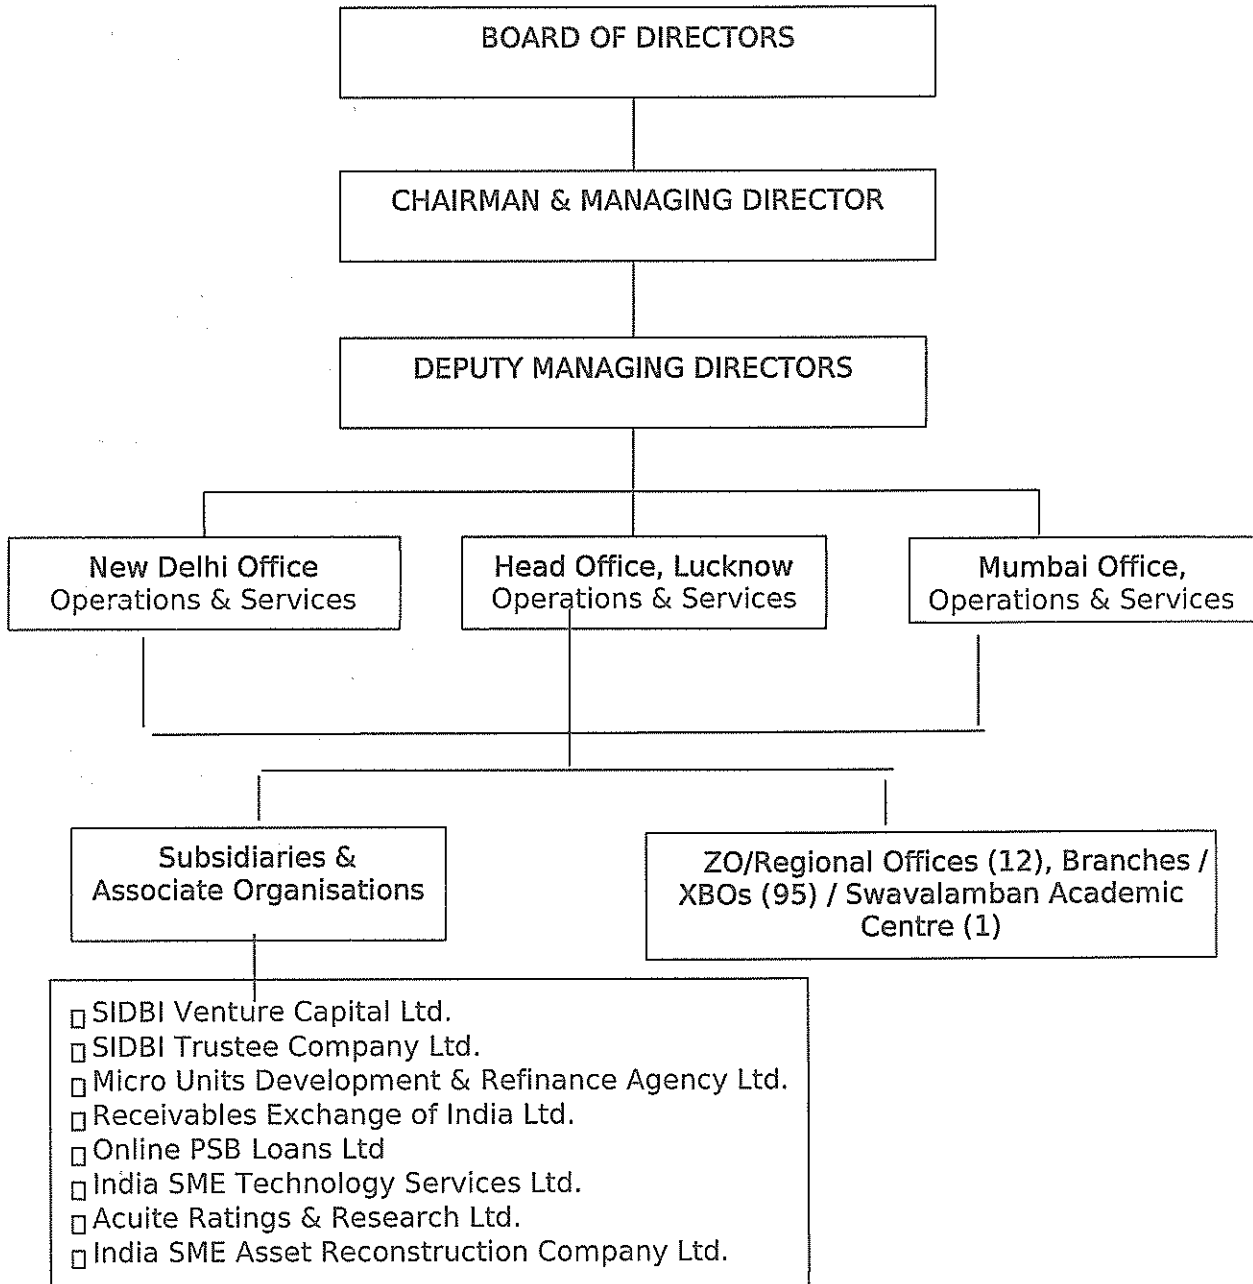 BOARD OF DIRECTORS
CHAIRMAN & MANAGING DIRECTOR
DEPUTY MANAGING DIRECTORS
New Delhi Office
Operations & Services
Head Office, Lucknow
Operations & Services
Mumbai Office,
Operations & Services
Subsidiaries &
Associate Organisations
ZO/Regional Offices (12), Branches /
XBOs (95) / Swavalamban Academic
Centre (1)
SIDBI Venture Capital Ltd.
SIDBI Trustee Company Ltd.
Micro Units Development & Refinance Agency Ltd.
Receivables Exchange of India Ltd.
Online PSB Loans Ltd
India SME Technology Services Ltd.
Acuite Ratings & Research Ltd.
India SME Asset Reconstruction Company Ltd.